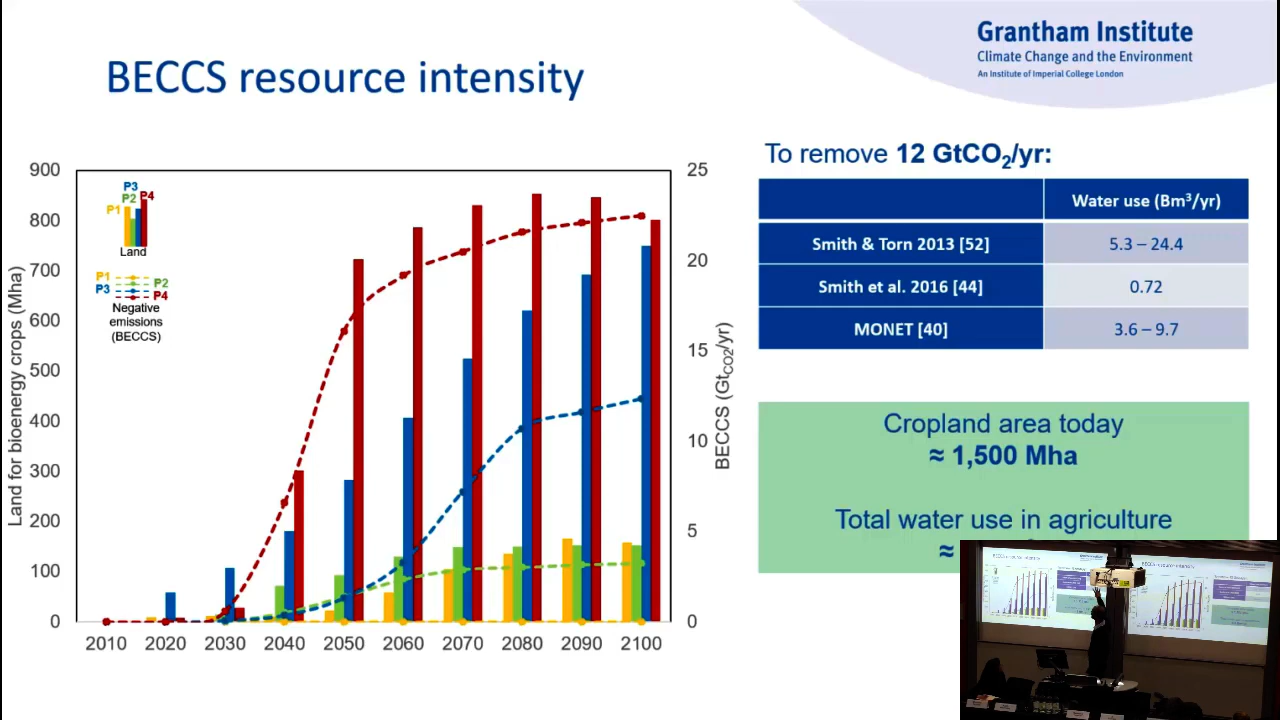 BECCS resource intensity
Grantham Institute
Climate Change and the Environment
An Institute of Imperial College London
To remove 12 GtCO₂/yr:
Water use (Bm³/yr)
Smith & Torn 2013 [52] 5.3 – 24.4
Smith et al. 2016 [44] 0.72
MONET [40] 3.6 – 9.7
Cropland area today
≈ 1,500 Mha
Total water use in agriculture
≈
Land for bioenergy crops (Mha)
900
800
700
600
500
400
300
200
100
0
P3
P2 P4
P1
Land
P1 P2
P3 P4
Negative
emissions
(BECCS)
25
20
15
10
5
0
BECCS (GtCO2/yr)
2010 2020 2030 2040 2050 2060 2070 2080 2090 2100